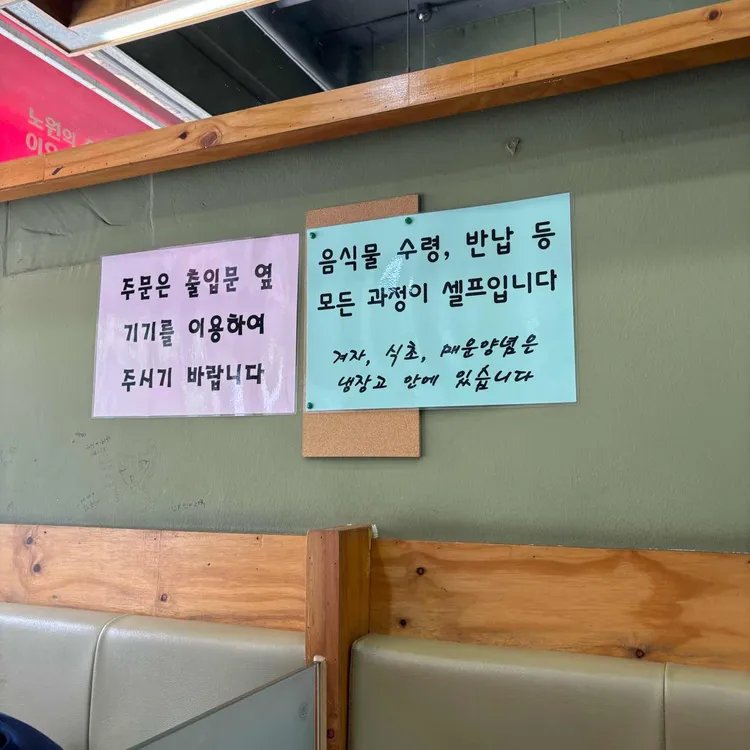 노원의
주문은 출입문 옆
기기를 이용하여
주시기 바랍니다
음식물 수령, 반납 등
모든 과정이 셀프입니다
겨자, 식초, 매운양념은
냉장고 안에 있습니다